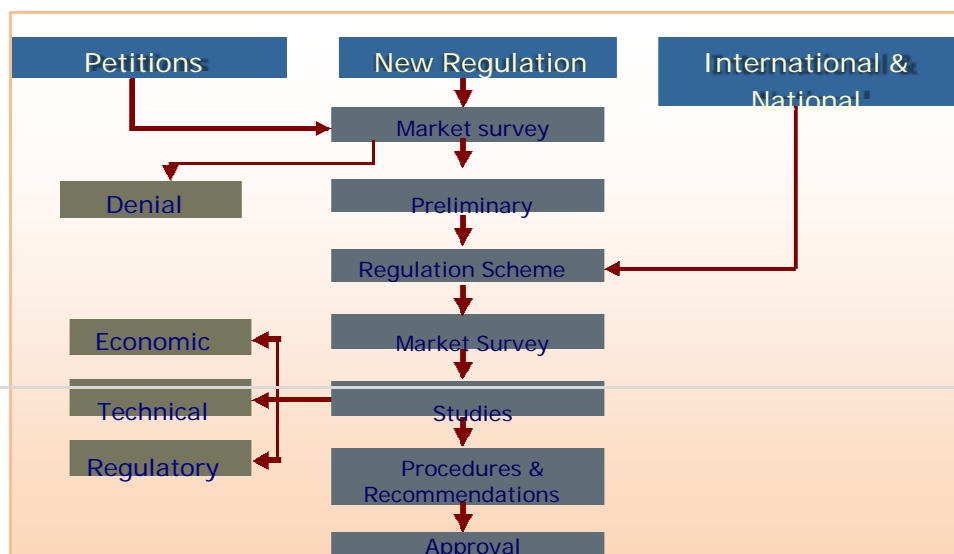 Petitions
New Regulation
International &
National
Market survey
Denial
Preliminary
Regulation Scheme
Economic
Market Survey
Technical
Studies
Regulatory
Procedures &
Recommendations
Approval